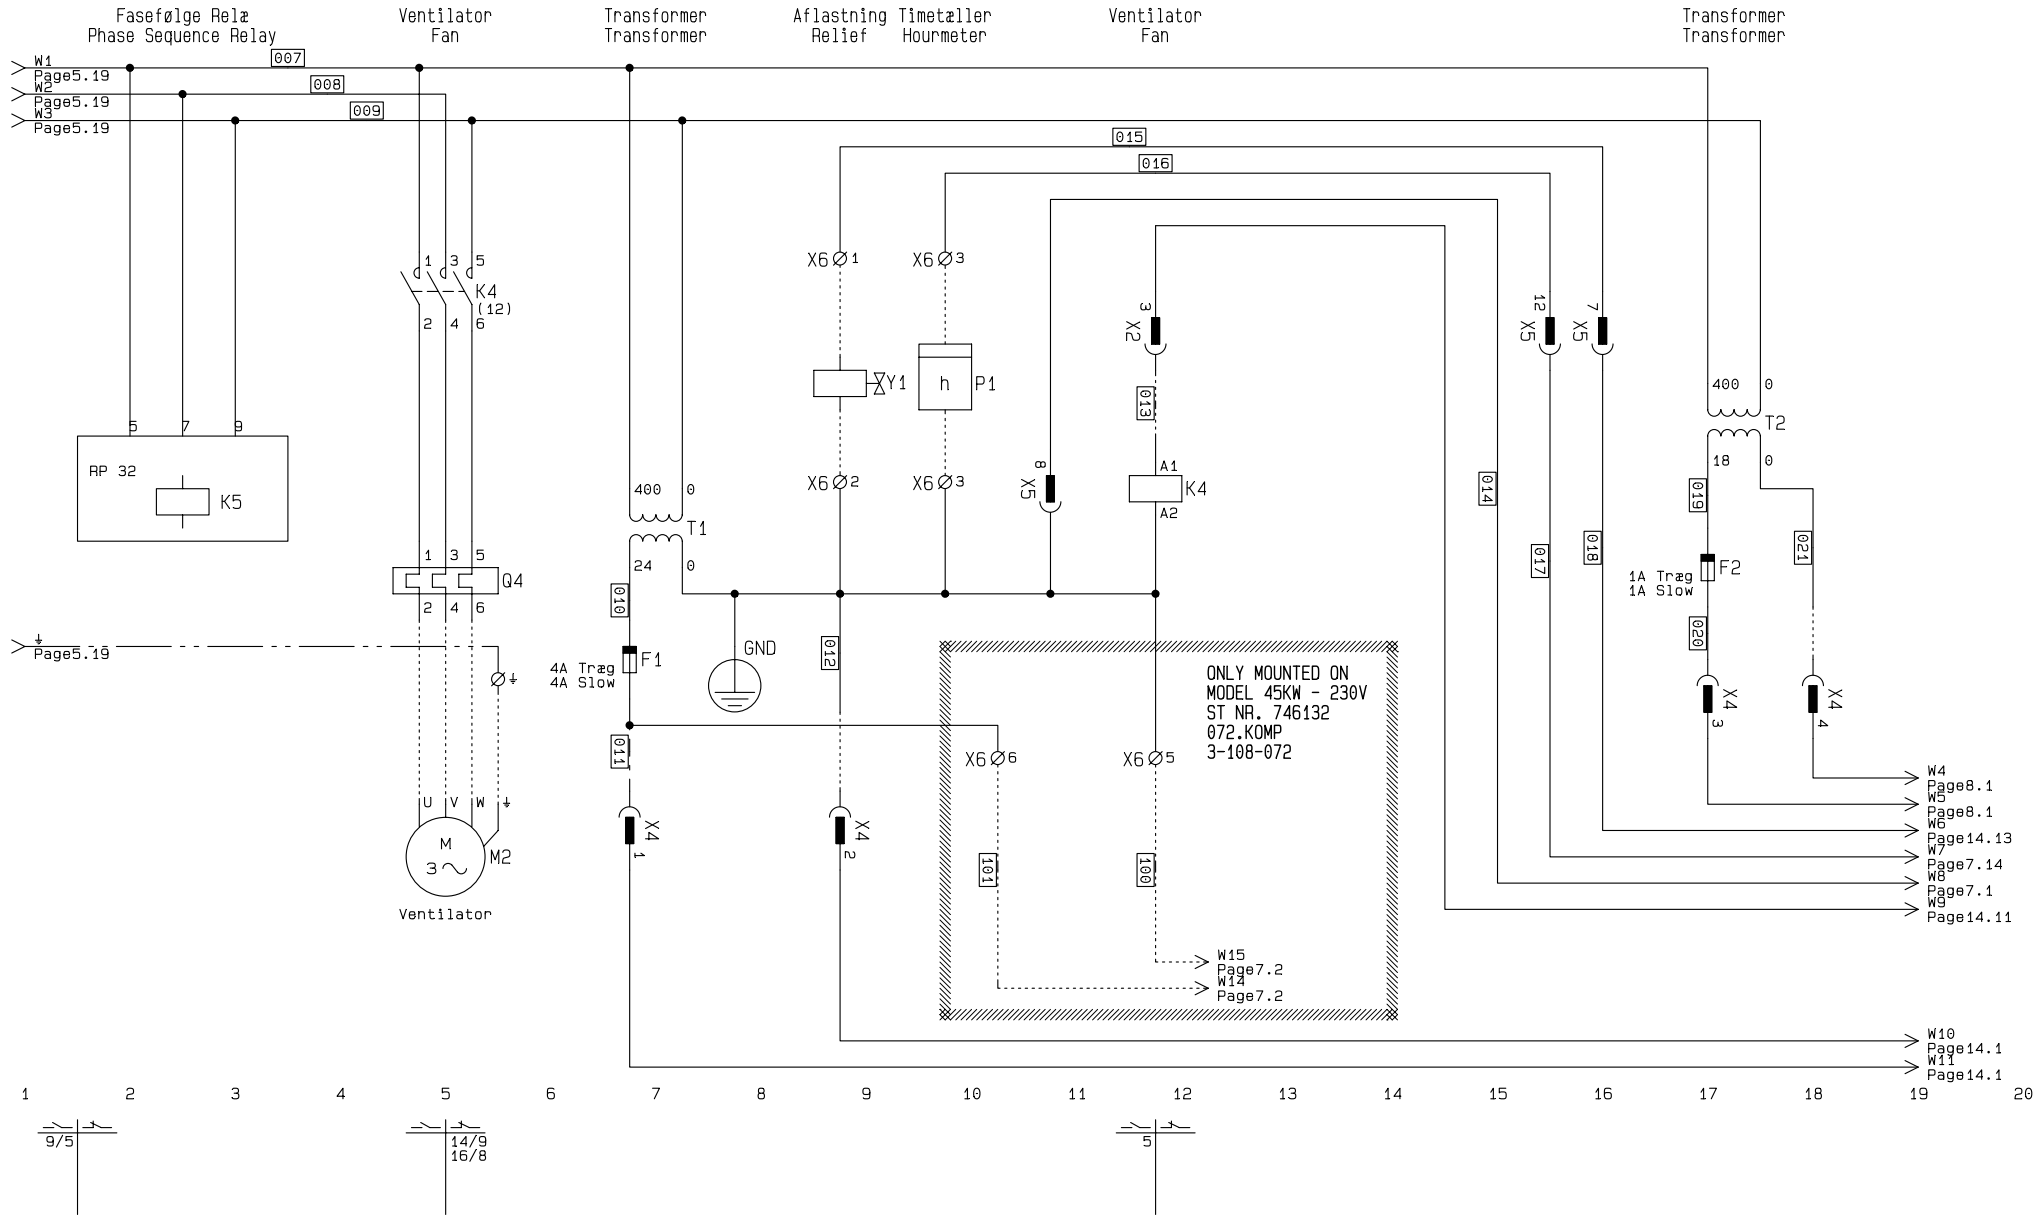 Fasefølge Relæ
Phase Sequence Relay
Ventilator
Fan
Transformer
Transformer
Aflastning
Relief
Timetæller
Hourmeter
Ventilator
Fan
Transformer
Transformer
W1
Page5.19
W2
Page5.19
W3
Page5.19
007
008
009
015
016
X6 1
X6 3
1 3 5
K4
(12)
2 4 6
3
X2
12
X5
7
X5
Y1
h
P1
013
400 0
T2
18 0
5 7 9
RP 32
K5
400 0
T1
24 0
X6 2
X6 3
8
X5
A1
K4
A2
014
019
021
017
018
1 3 5
Q4
2 4 6
010
1A Træg
1A Slow
F2
020
Page5.19
4A Træg
4A Slow
F1
GND
012
ONLY MOUNTED ON
MODEL 45KW - 230V
ST NR. 746132
072.KOMP
3-108-072
X4
3
X4
4
011
X6 6
X6 5
U V W
M
3
M2
Ventilator
X4
1
X4
2
101
100
W4
Page8.1
W5
Page8.1
W6
Page14.13
W7
Page7.14
W8
Page7.1
W9
Page14.11
W15
Page7.2
W14
Page7.2
W10
Page14.1
W11
Page14.1
1 2 3 4 5 6 7 8 9 10 11 12 13 14 15 16 17 18 19 20
9/5
14/9
16/8
5